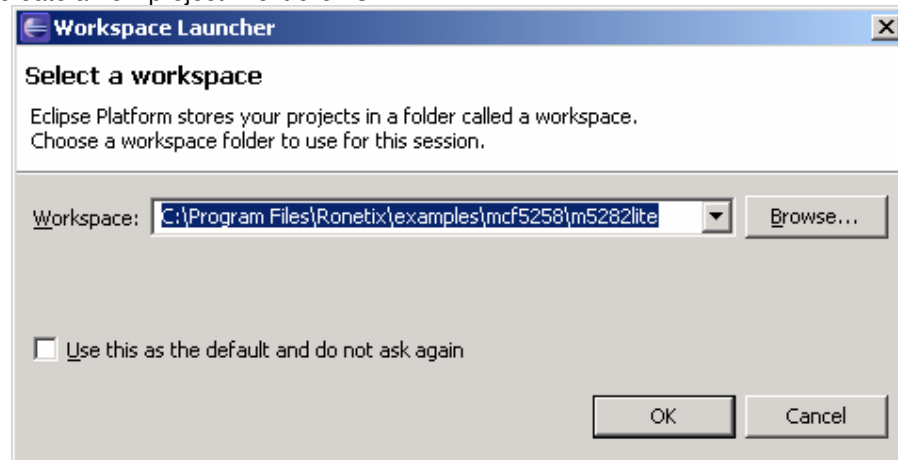 Workspace Launcher
Select a workspace
Eclipse Platform stores your projects in a folder called a workspace.
Choose a workspace folder to use for this session.
Workspace: C:\Program Files\Ronetix\examples\mcf5258\m5282lite Browse...
Use this as the default and do not ask again
OK Cancel